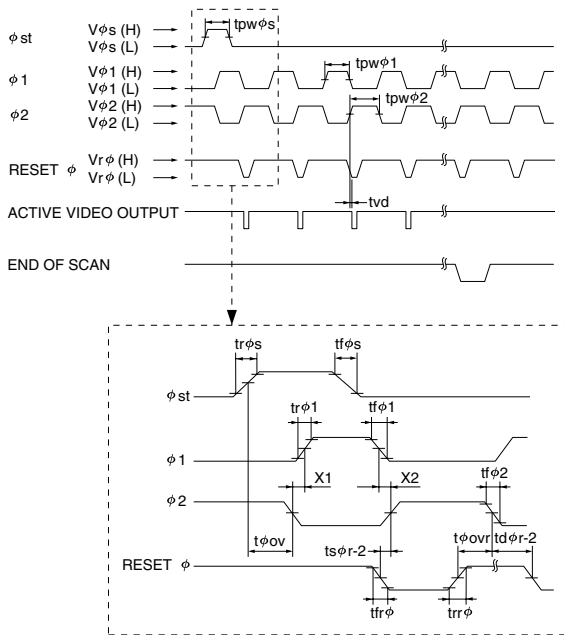 tpwφs
φst
Vφs (H)
Vφs (L)
tpwφ1
φ1
Vφ1 (H)
Vφ1 (L)
tpwφ2
φ2
Vφ2 (H)
Vφ2 (L)
RESET φ
Vrφ (H)
Vrφ (L)
tvd
ACTIVE VIDEO OUTPUT
END OF SCAN
trφs
tfφs
φst
trφ1
tfφ1
φ1
X1
X2
tfφ2
φ2
tφov
tsφr-2
tφovr
tdφr-2
RESET φ
tfrφ
trrφ